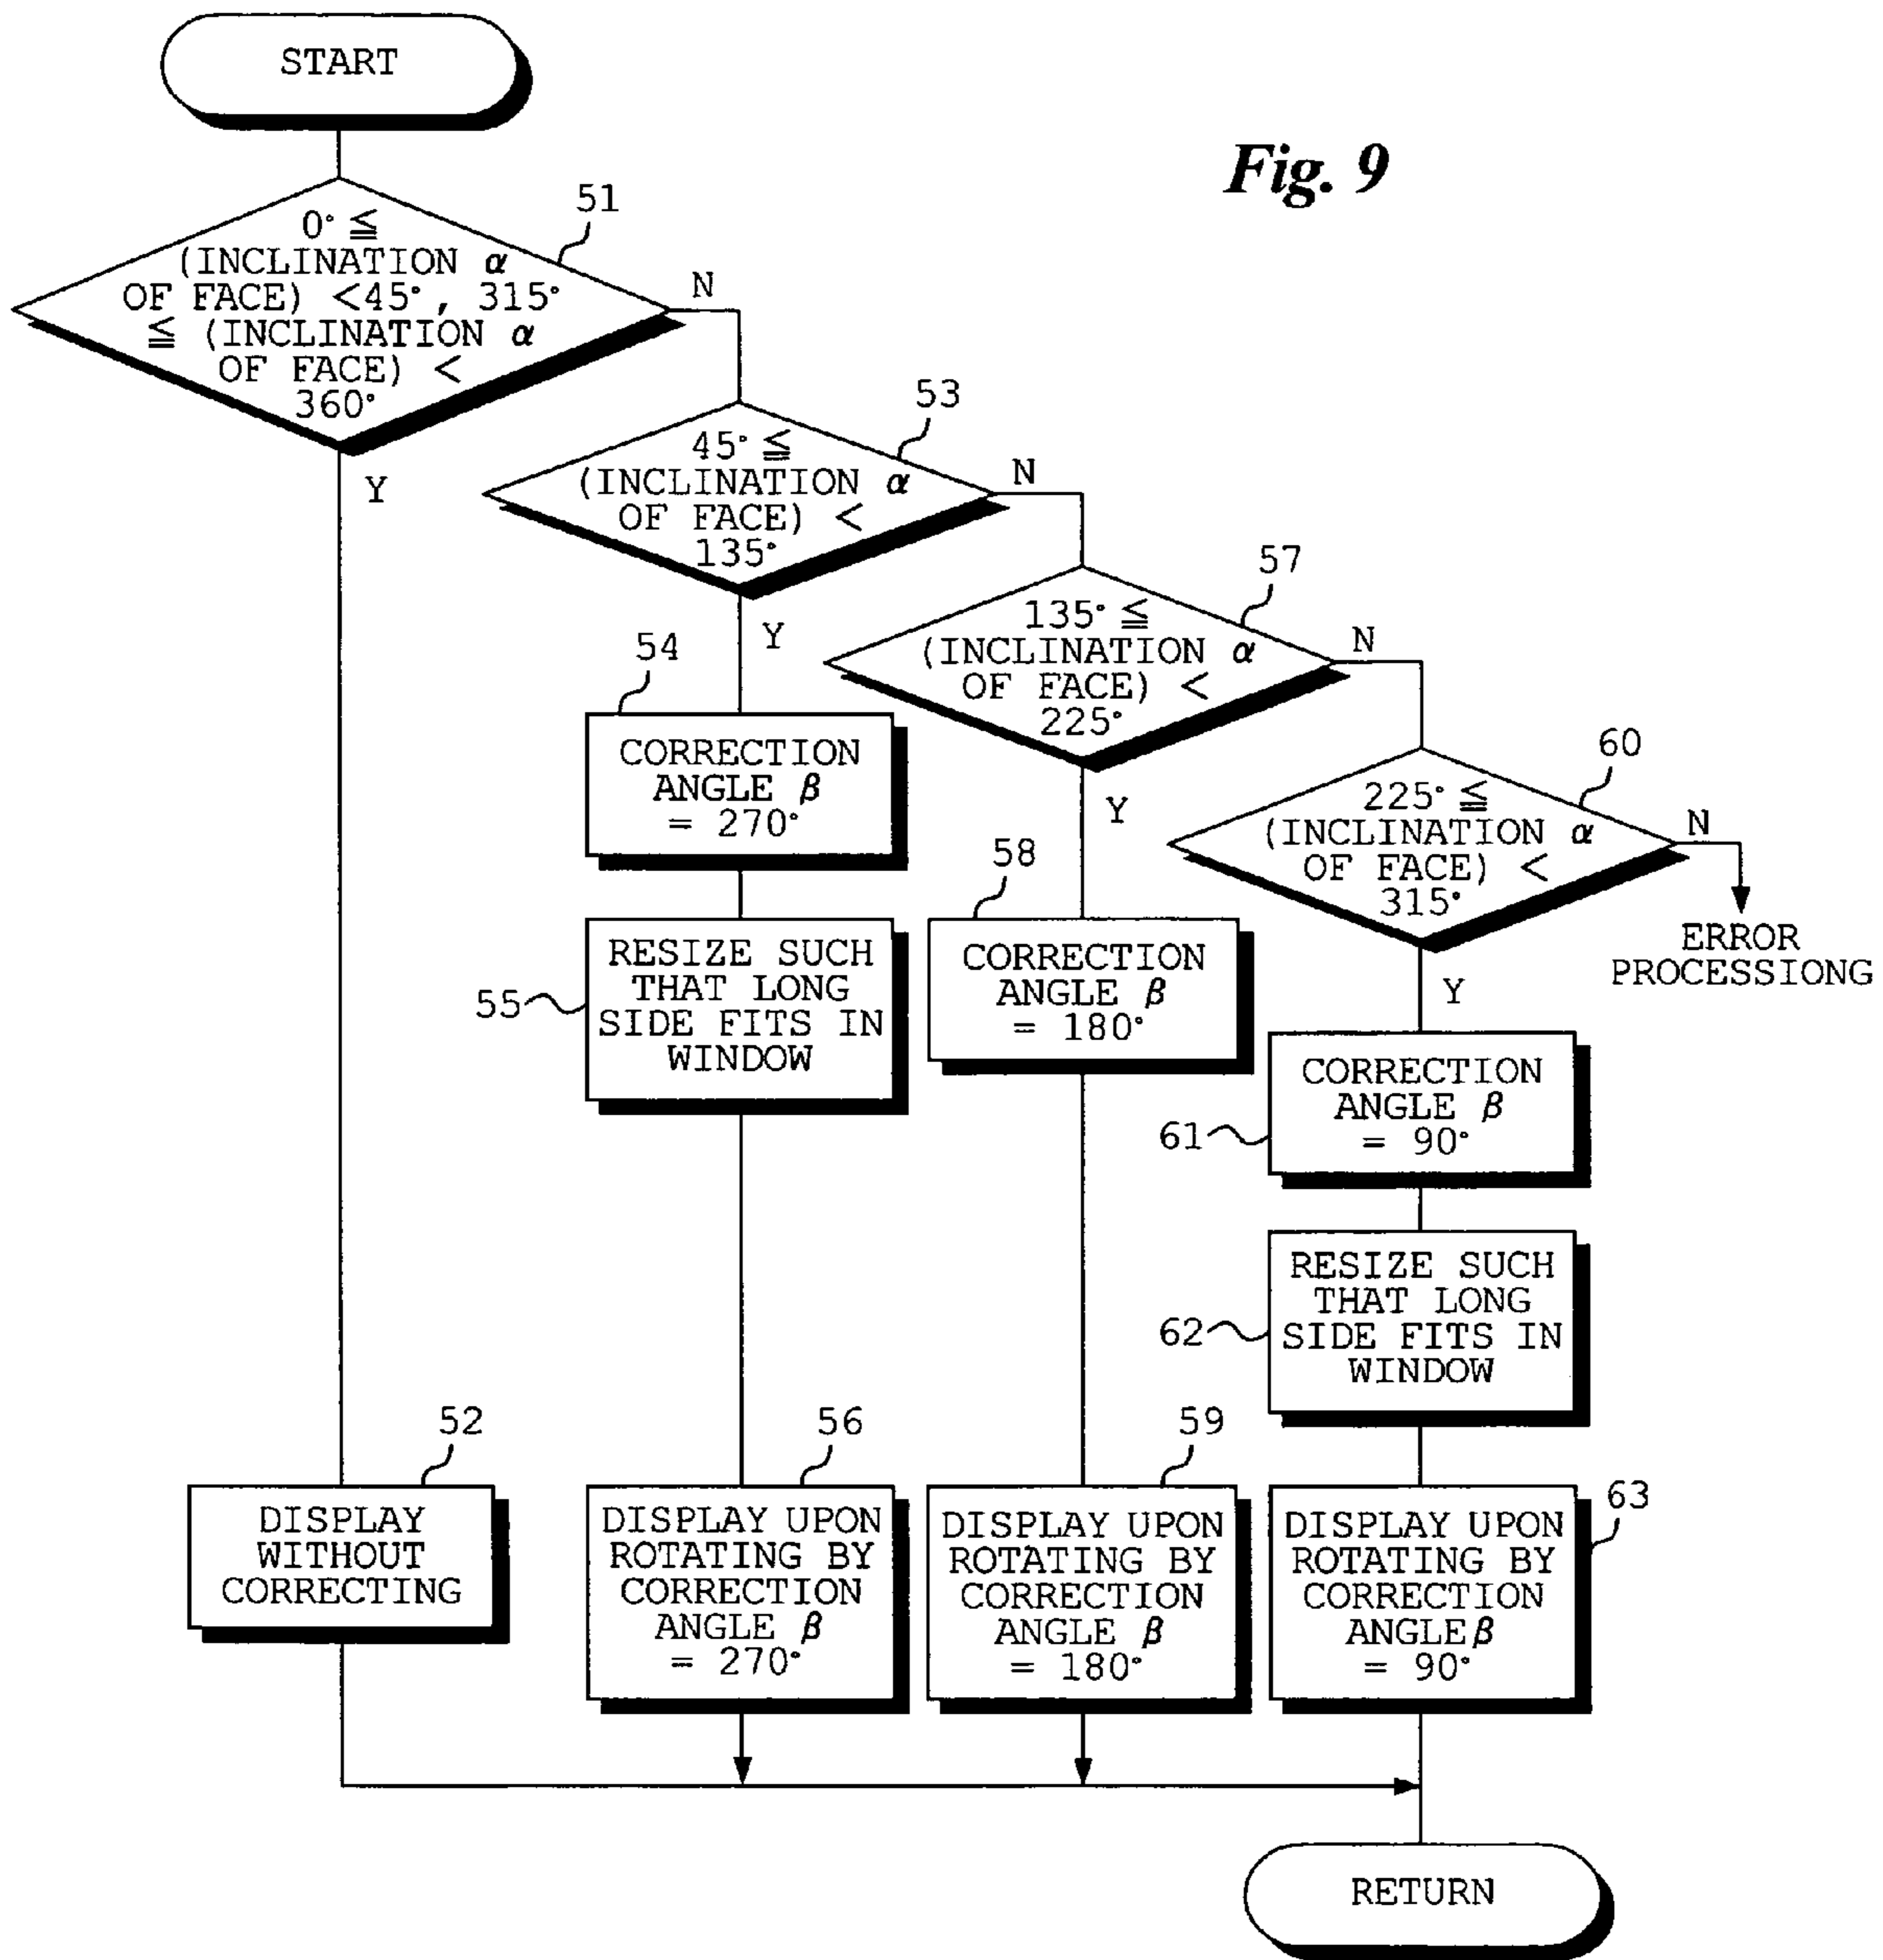 START
Fig. 9
51
0° ≦
(INCLINATION α
OF FACE) <45°, 315°
≦ (INCLINATION α
OF FACE) <
360°
N
Y
53
45° ≦
(INCLINATION α
OF FACE) <
135°
N
Y
57
135° ≦
(INCLINATION α
OF FACE) <
225°
N
Y
60
225° ≦
(INCLINATION α
OF FACE) <
315°
N
Y
ERROR
PROCESSIONG
54
CORRECTION
ANGLE β
= 270°
55
RESIZE SUCH
THAT LONG
SIDE FITS IN
WINDOW
58
CORRECTION
ANGLE β
= 180°
61
CORRECTION
ANGLE β
= 90°
62
RESIZE SUCH
THAT LONG
SIDE FITS IN
WINDOW
52
DISPLAY
WITHOUT
CORRECTING
56
DISPLAY UPON
ROTATING BY
CORRECTION
ANGLE β
= 270°
59
DISPLAY UPON
ROTATING BY
CORRECTION
ANGLE β
= 180°
63
DISPLAY UPON
ROTATING BY
CORRECTION
ANGLEβ
= 90°
RETURN